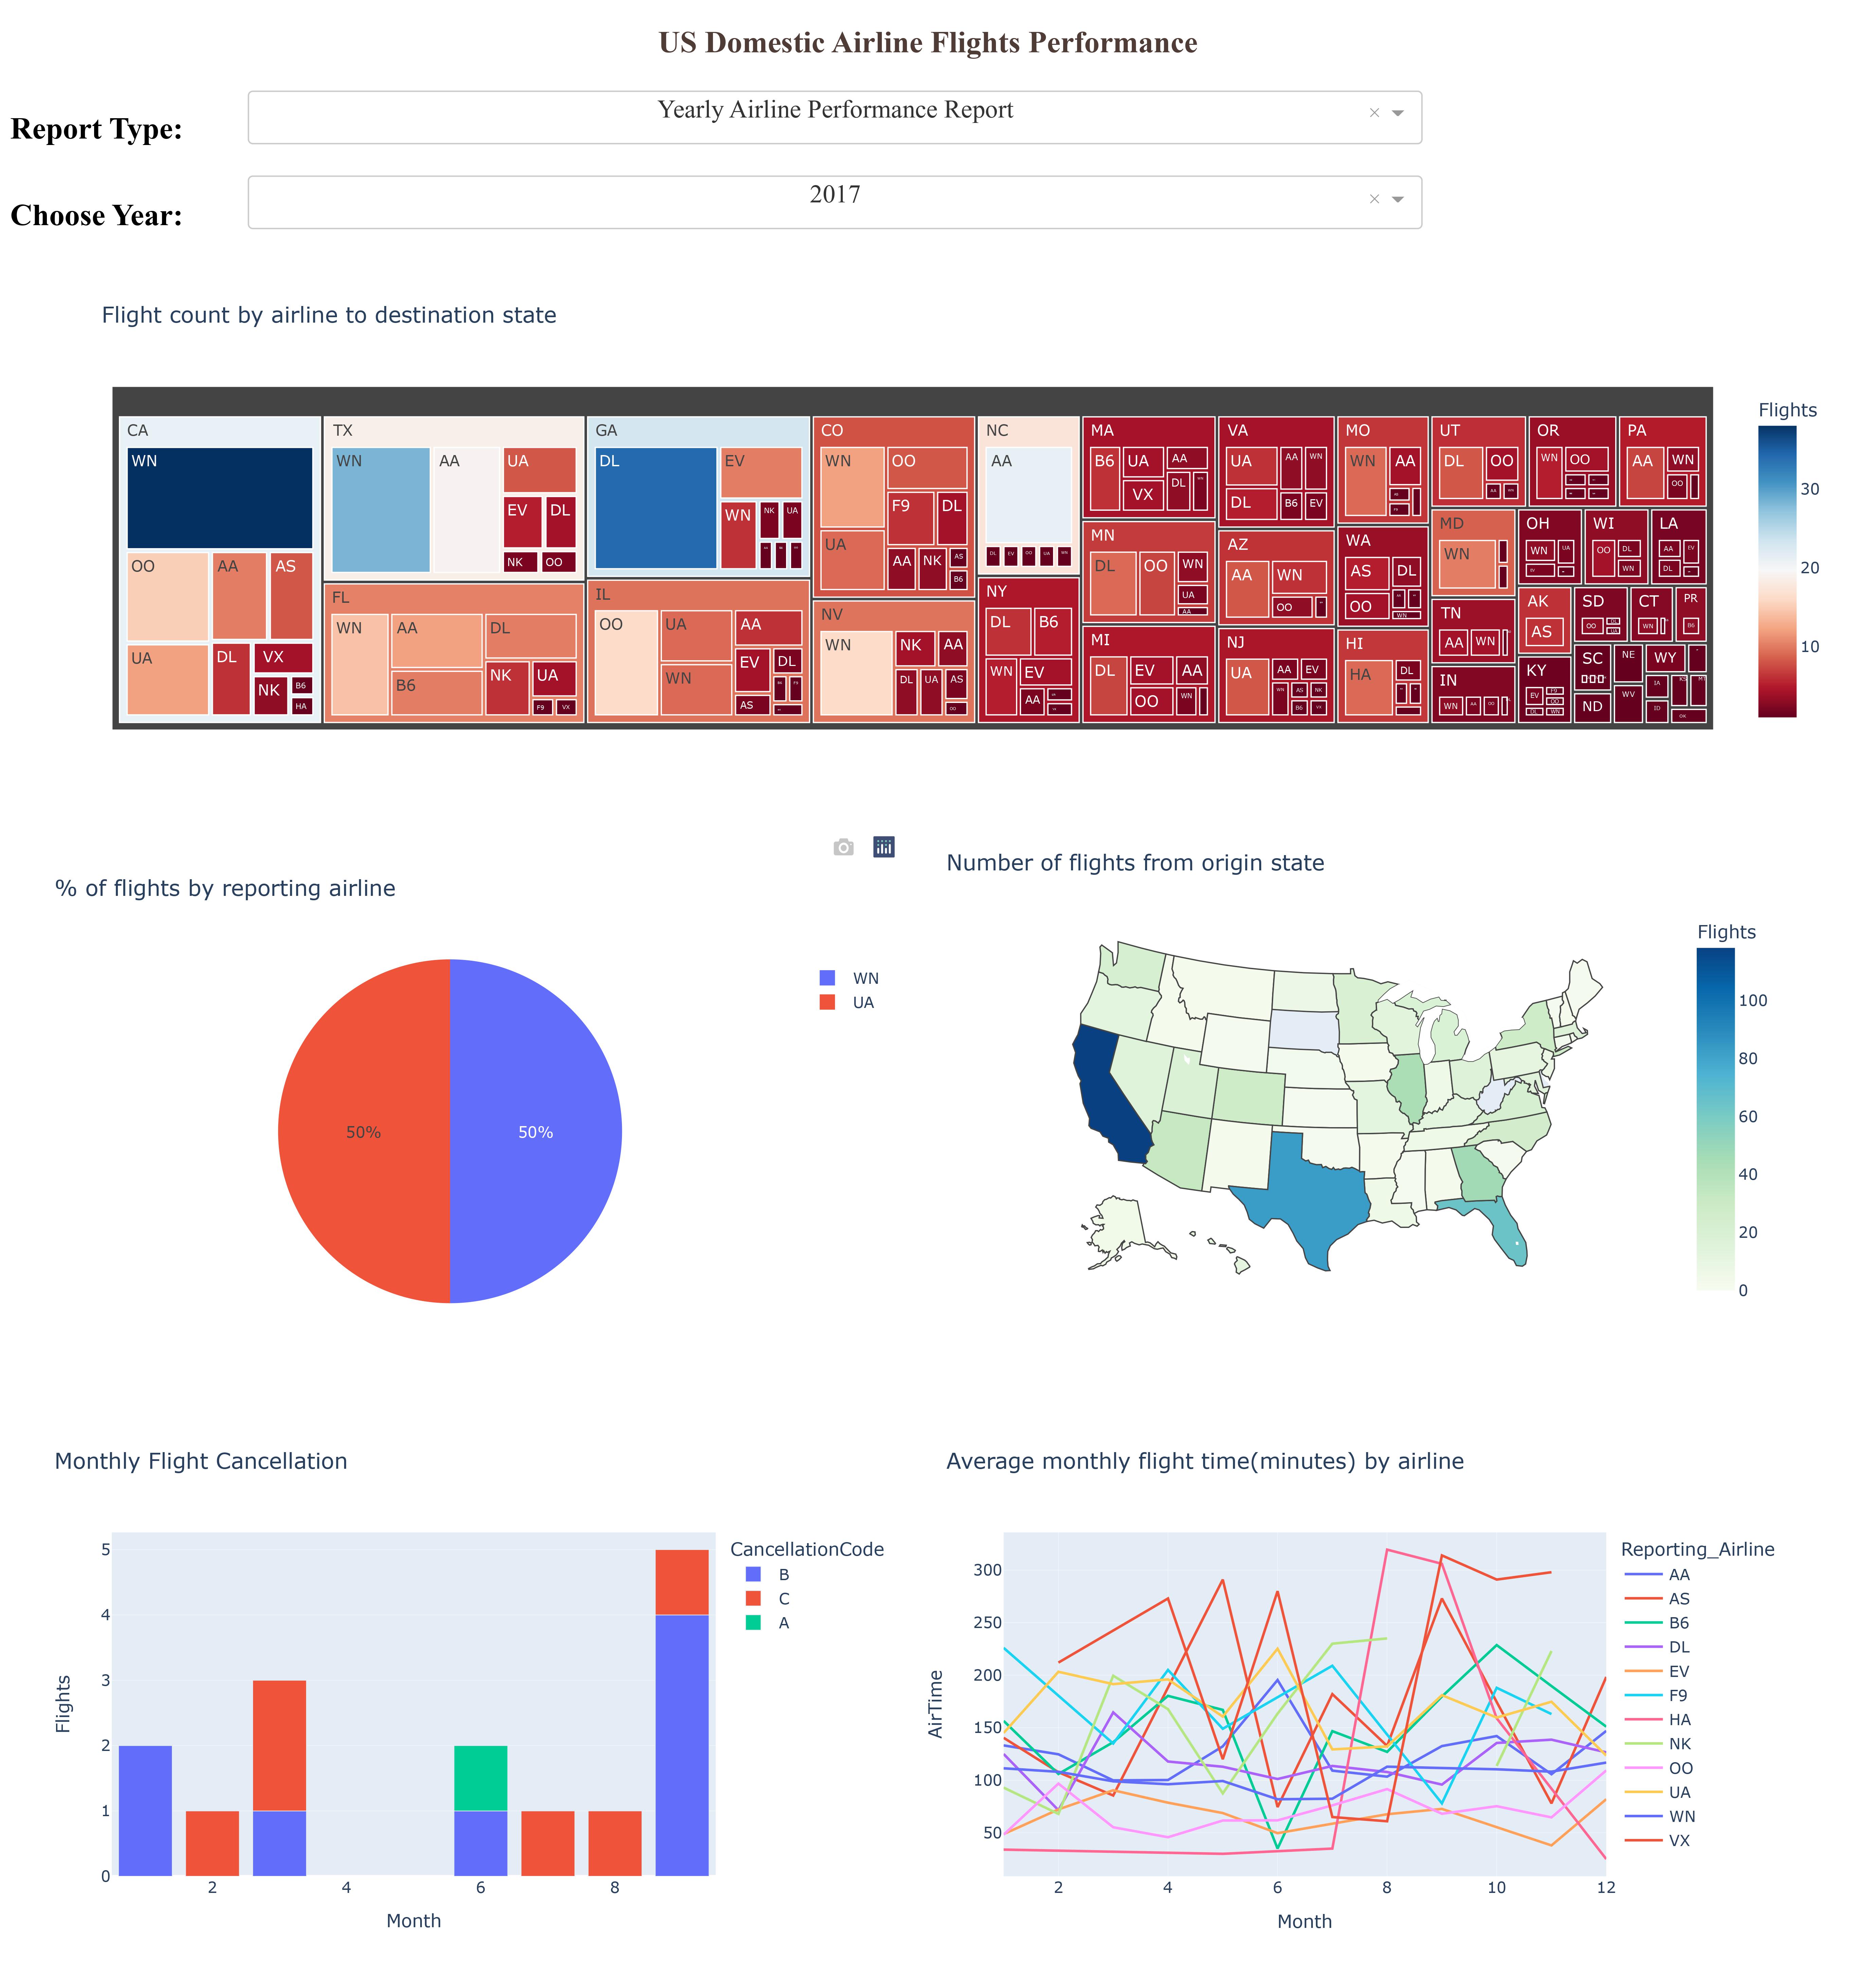 US Domestic Airline Flights Performance
Report Type:
Yearly Airline Performance Report
Choose Year:
2017
Flight count by airline to destination state
Flights
30
20
10
CA
WN
OO
AA
AS
UA
DL
VX
NK
B6
HA
TX
WN
AA
UA
EV
DL
NK
OO
FL
WN
AA
DL
B6
NK
UA
F9
VX
GA
DL
EV
WN
NK
UA
IL
OO
UA
AA
WN
EV
DL
AS
CO
WN
OO
UA
F9
DL
AA
NK
AS
B6
NV
WN
NK
AA
DL
UA
AS
OO
NC
AA
DL
EV
OO
UA
WN
NY
DL
B6
WN
EV
AA
MA
B6
UA
AA
VX
DL
MN
DL
OO
WN
UA
AA
MI
DL
EV
AA
OO
WN
VA
UA
AA
WN
DL
B6
EV
AZ
AA
WN
OO
NJ
UA
AA
EV
WN
AS
NK
B6
MO
WN
AA
WA
AS
DL
OO
WN
HI
HA
DL
UT
DL
OO
AA
MD
WN
TN
AA
WN
IN
WN
AA
OO
OR
WN
OO
PA
AA
WN
OO
OH
WN
UA
WI
OO
DL
WN
LA
AA
EV
DL
AK
AS
SD
OO
CT
WN
PR
B6
KY
EV
SC
NE
WY
ND
WV
IA
ID
OK
% of flights by reporting airline
50%
50%
WN
UA
Number of flights from origin state
Flights
100
80
60
40
20
0
Monthly Flight Cancellation
CancellationCode
B
C
A
5
4
3
2
1
0
Flights
2
4
6
8
Month
Average monthly flight time(minutes) by airline
Reporting_Airline
AA
AS
B6
DL
EV
F9
HA
NK
OO
UA
WN
VX
300
250
200
150
100
50
AirTime
2
4
6
8
10
12
Month